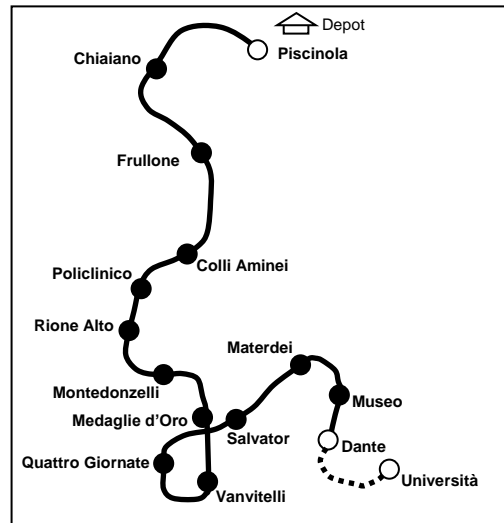 Depot
Piscinola
Chiaiano
Frullone
Colli Aminei
Policlinico
Rione Alto
Materdei
Montedonzelli
Museo
Medaglie d'Oro
Salvator
Dante
Quattro Giornate
Università
Vanvitelli